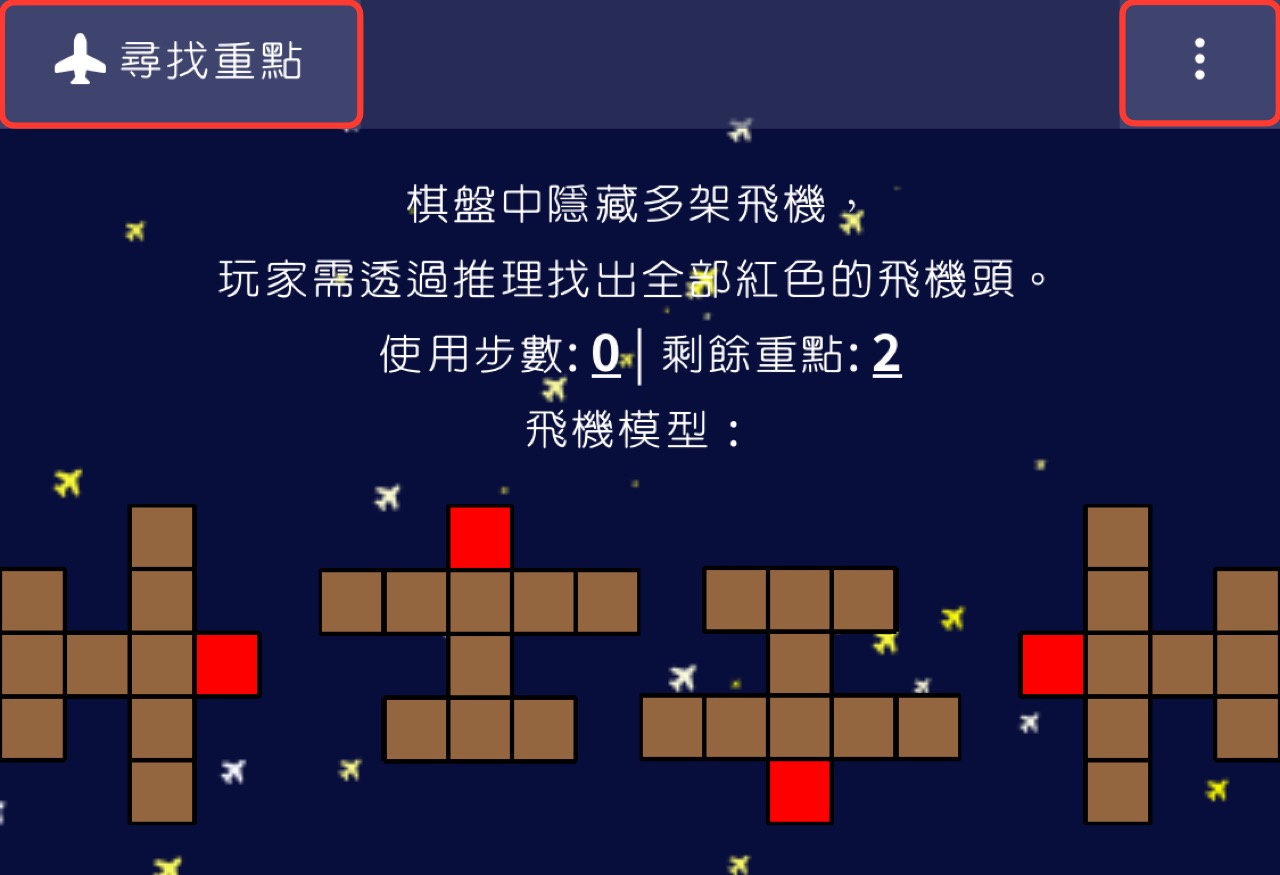 尋找重點
棋盤中隱藏多架飛機，
玩家需透過推理找出全部紅色的飛機頭。
使用步數: 0 | 剩餘重點: 2
飛機模型：